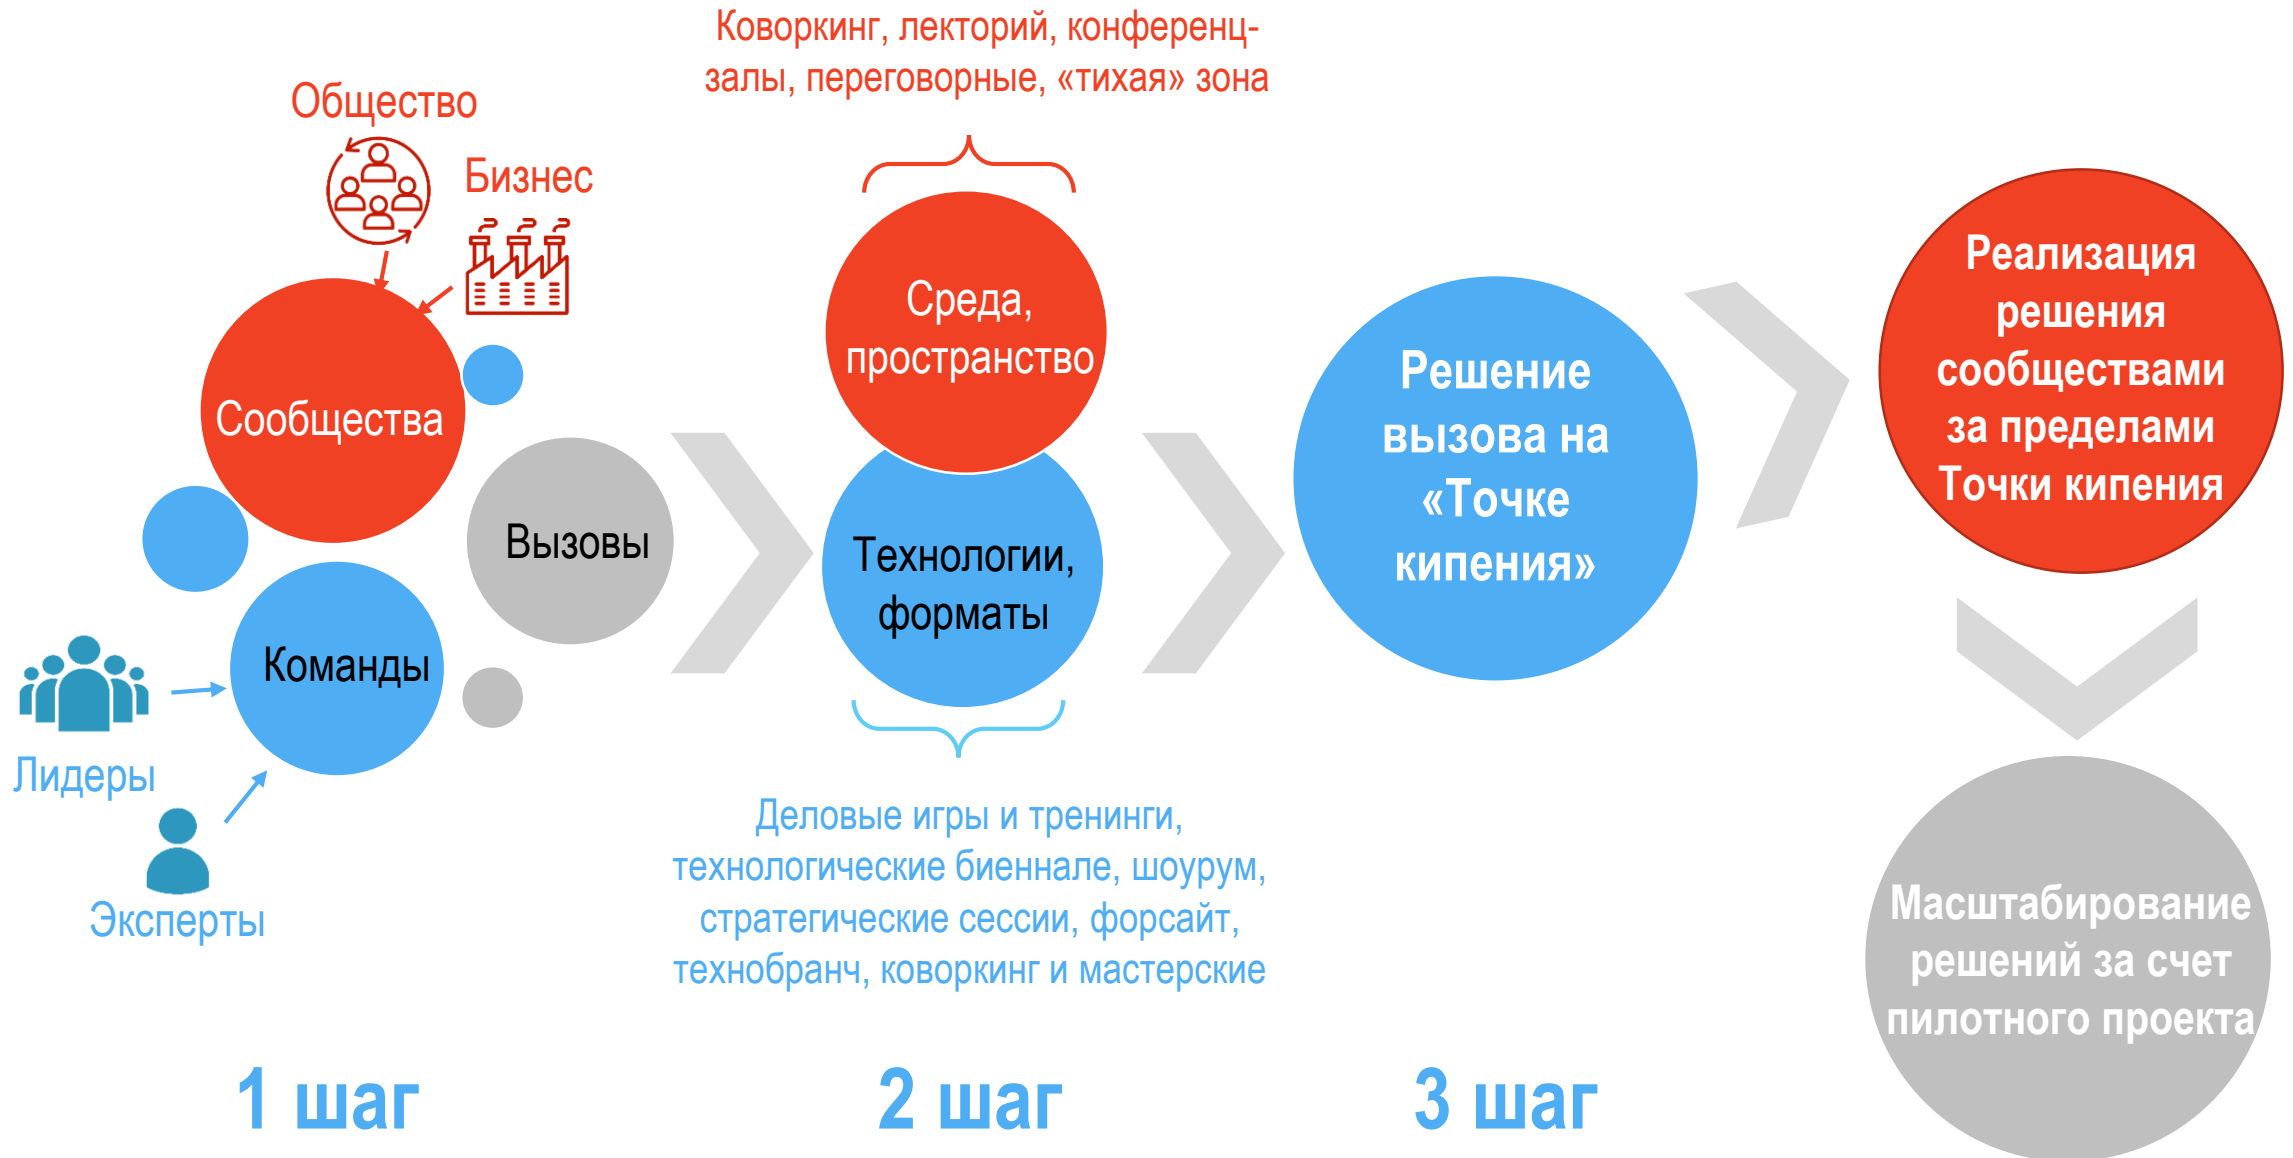 Коворкинг, лекторий, конференц-
залы, переговорные, «тихая» зона
Общество
Бизнес
Сообщества
Вызовы
Команды
Лидеры
Эксперты
Среда,
пространство
Технологии,
форматы
Деловые игры и тренинги,
технологические биеннале, шоурум,
стратегические сессии, форсайт,
технобранч, коворкинг и мастерские
Решение
вызова на
«Точке
кипения»
Реализация
решения
сообществами
за пределами
Точки кипения
Масштабирование
решений за счет
пилотного проекта
1 шаг
2 шаг
3 шаг